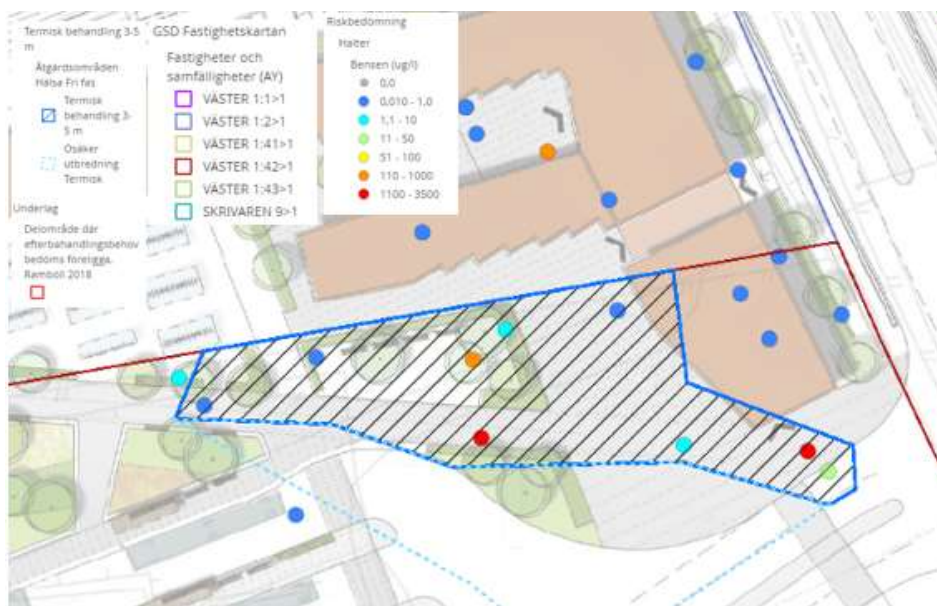 Termisk behandling 3-5
m
Åtgärdsområden
Hälsa Fri fas
Termisk
behandling 3-
5 m
Osäker
utbredning
Termisk
Underlag
Delområde där
efterbehandlingsbehov
bedöms föreligga.
Ramböll 2018
GSD Fastighetskartan
Fastigheter och
samfälligheter (AY)
VÄSTER 1:1>1
VÄSTER 1:2>1
VÄSTER 1:41>1
VÄSTER 1:42>1
VÄSTER 1:43>1
SKRIVAREN 9>1
Riskbedömning
Halter
Bensen (ug/l)
0,0
0,010 - 1,0
1,1 - 10
11 - 50
51 - 100
110 - 1000
1100 - 3500